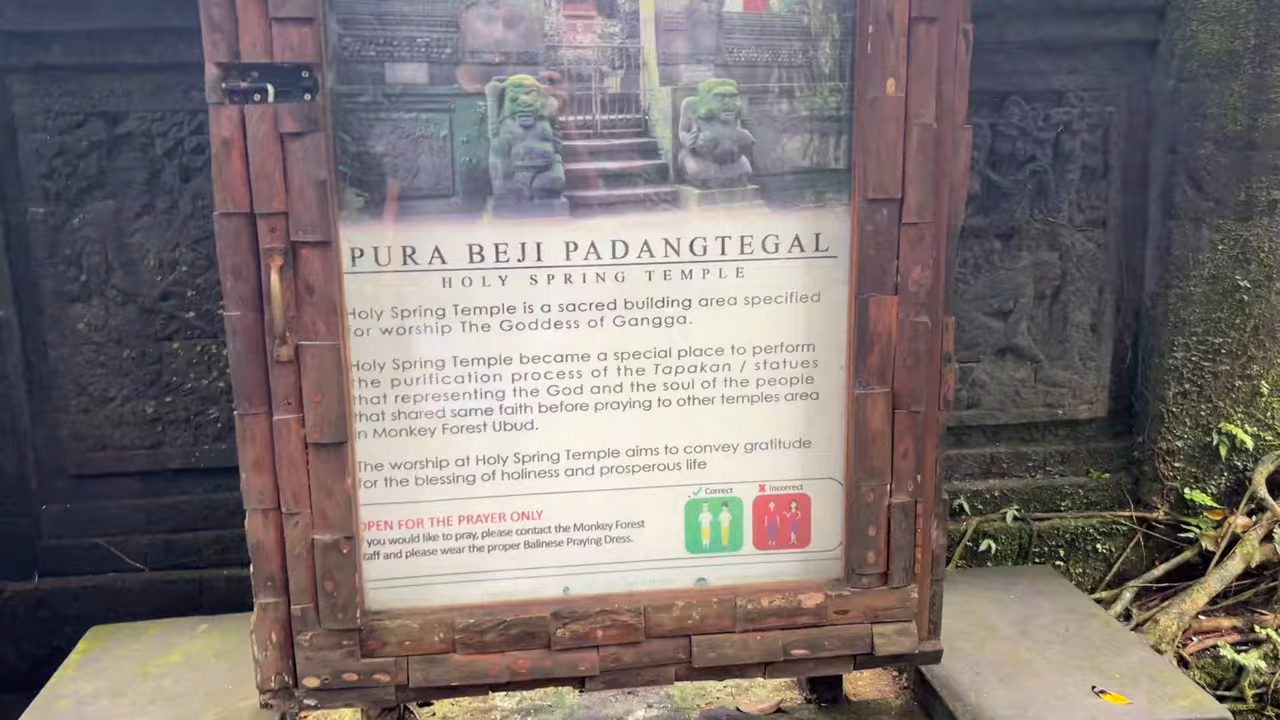 PURA BEJI PADANGTEGAL
HOLY SPRING TEMPLE
Holy Spring Temple is a sacred building area specified
for worship The Goddess of Gangga.
Holy Spring Temple became a special place to perform
the purification process of the Tapakan / statues
that representing the God and the soul of the people
that shared same faith before praying to other temples area
in Monkey Forest Ubud.
The worship at Holy Spring Temple aims to convey gratitude
for the blessing of holiness and prosperous life
✓ Correct
✗ Incorrect
OPEN FOR THE PRAYER ONLY
you would like to pray, please contact the Monkey Forest
taff and please wear the proper Balinese Praying Dress.